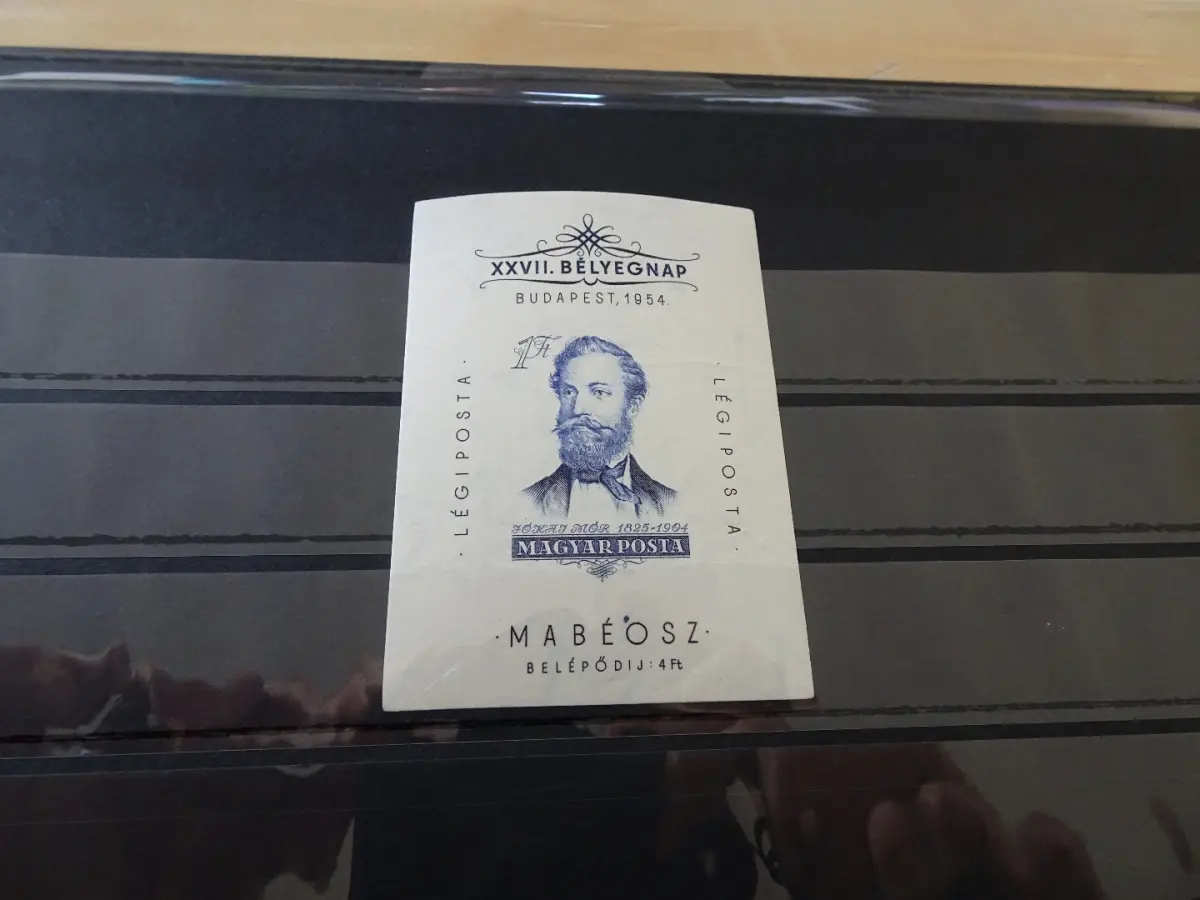 XXVII. BÉLYEGNAP
BUDAPEST, 1954.
1Ft
· LÉGIPOSTA ·
· LÉGIPOSTA ·
JÓKAI MÓR 1825-1904
MAGYAR POSTA
· MABÉOSZ ·
BELÉPŐDIJ: 4 Ft